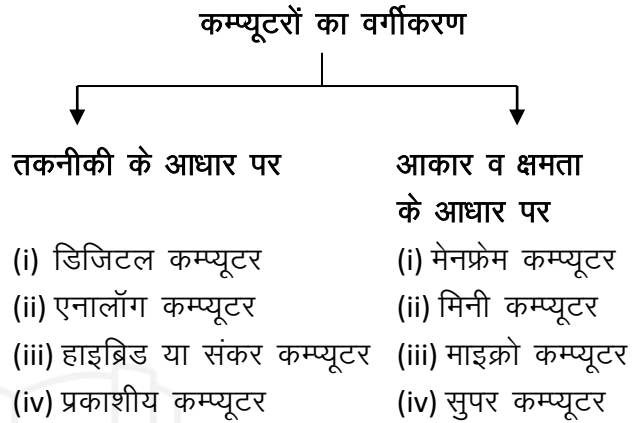 कम्प्यूटरों का वर्गीकरण
तकनीकी के आधार पर
(i) डिजिटल कम्प्यूटर
(ii) एनालॉग कम्प्यूटर
(iii) हाइब्रिड या संकर कम्प्यूटर
(iv) प्रकाशीय कम्प्यूटर
आकार व क्षमता
के आधार पर
(i) मेनफ्रेम कम्प्यूटर
(ii) मिनी कम्प्यूटर
(iii) माइक्रो कम्प्यूटर
(iv) सुपर कम्प्यूटर